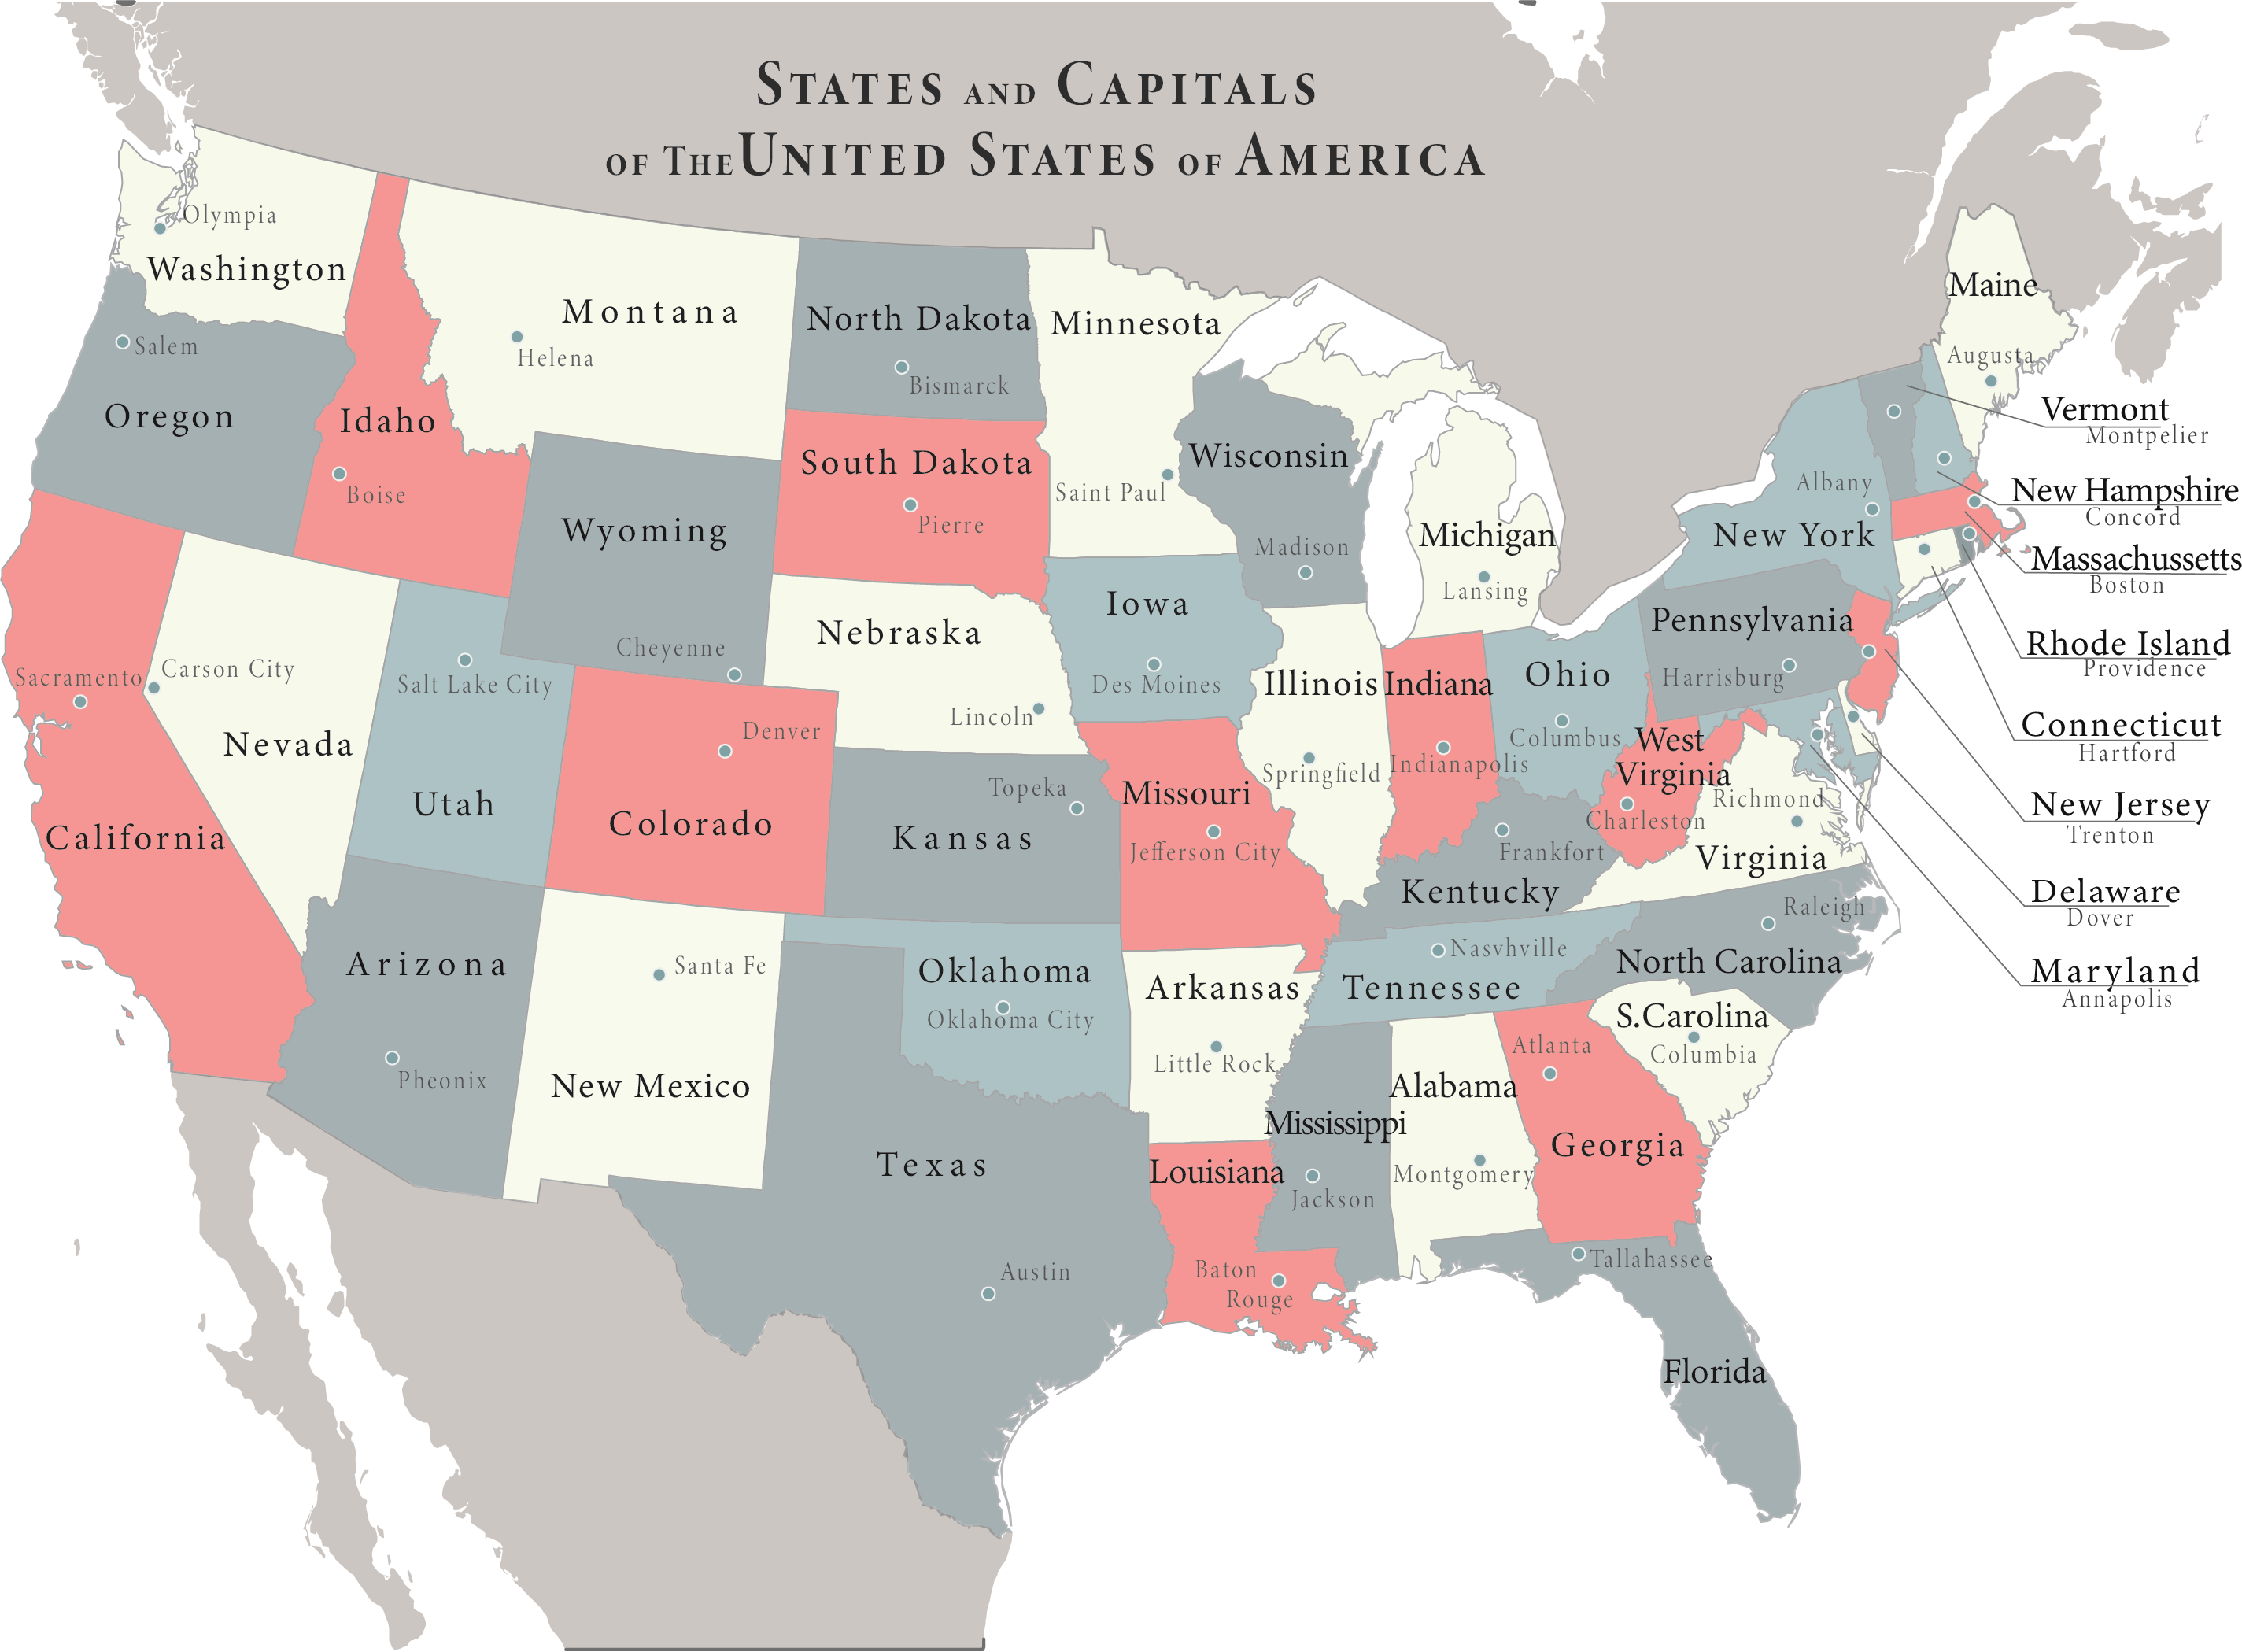 States and Capitals
of The United States of America
Olympia
Washington
Salem
Oregon
Idaho
Boise
Montana
Helena
North Dakota
Bismarck
Minnesota
Saint Paul
South Dakota
Pierre
Wyoming
Cheyenne
Wisconsin
Madison
Michigan
Lansing
Maine
Augusta
Vermont
Montpelier
New Hampshire
Concord
Massachussetts
Boston
Rhode Island
Providence
Connecticut
Hartford
New Jersey
Trenton
Delaware
Dover
Maryland
Annapolis
Albany
New York
Pennsylvania
Harrisburg
Sacramento
California
Carson City
Nevada
Salt Lake City
Utah
Denver
Colorado
Nebraska
Lincoln
Iowa
Des Moines
Illinois
Springfield
Indiana
Indianapolis
Ohio
Columbus
West
Virginia
Charleston
Richmond
Virginia
Topeka
Kansas
Missouri
Jefferson City
Frankfort
Kentucky
Arizona
Pheonix
Santa Fe
New Mexico
Oklahoma
Oklahoma City
Arkansas
Little Rock
Nasvhville
Tennessee
Raleigh
North Carolina
S.Carolina
Columbia
Texas
Austin
Louisiana
Baton
Rouge
Mississippi
Jackson
Alabama
Montgomery
Atlanta
Georgia
Tallahassee
Florida